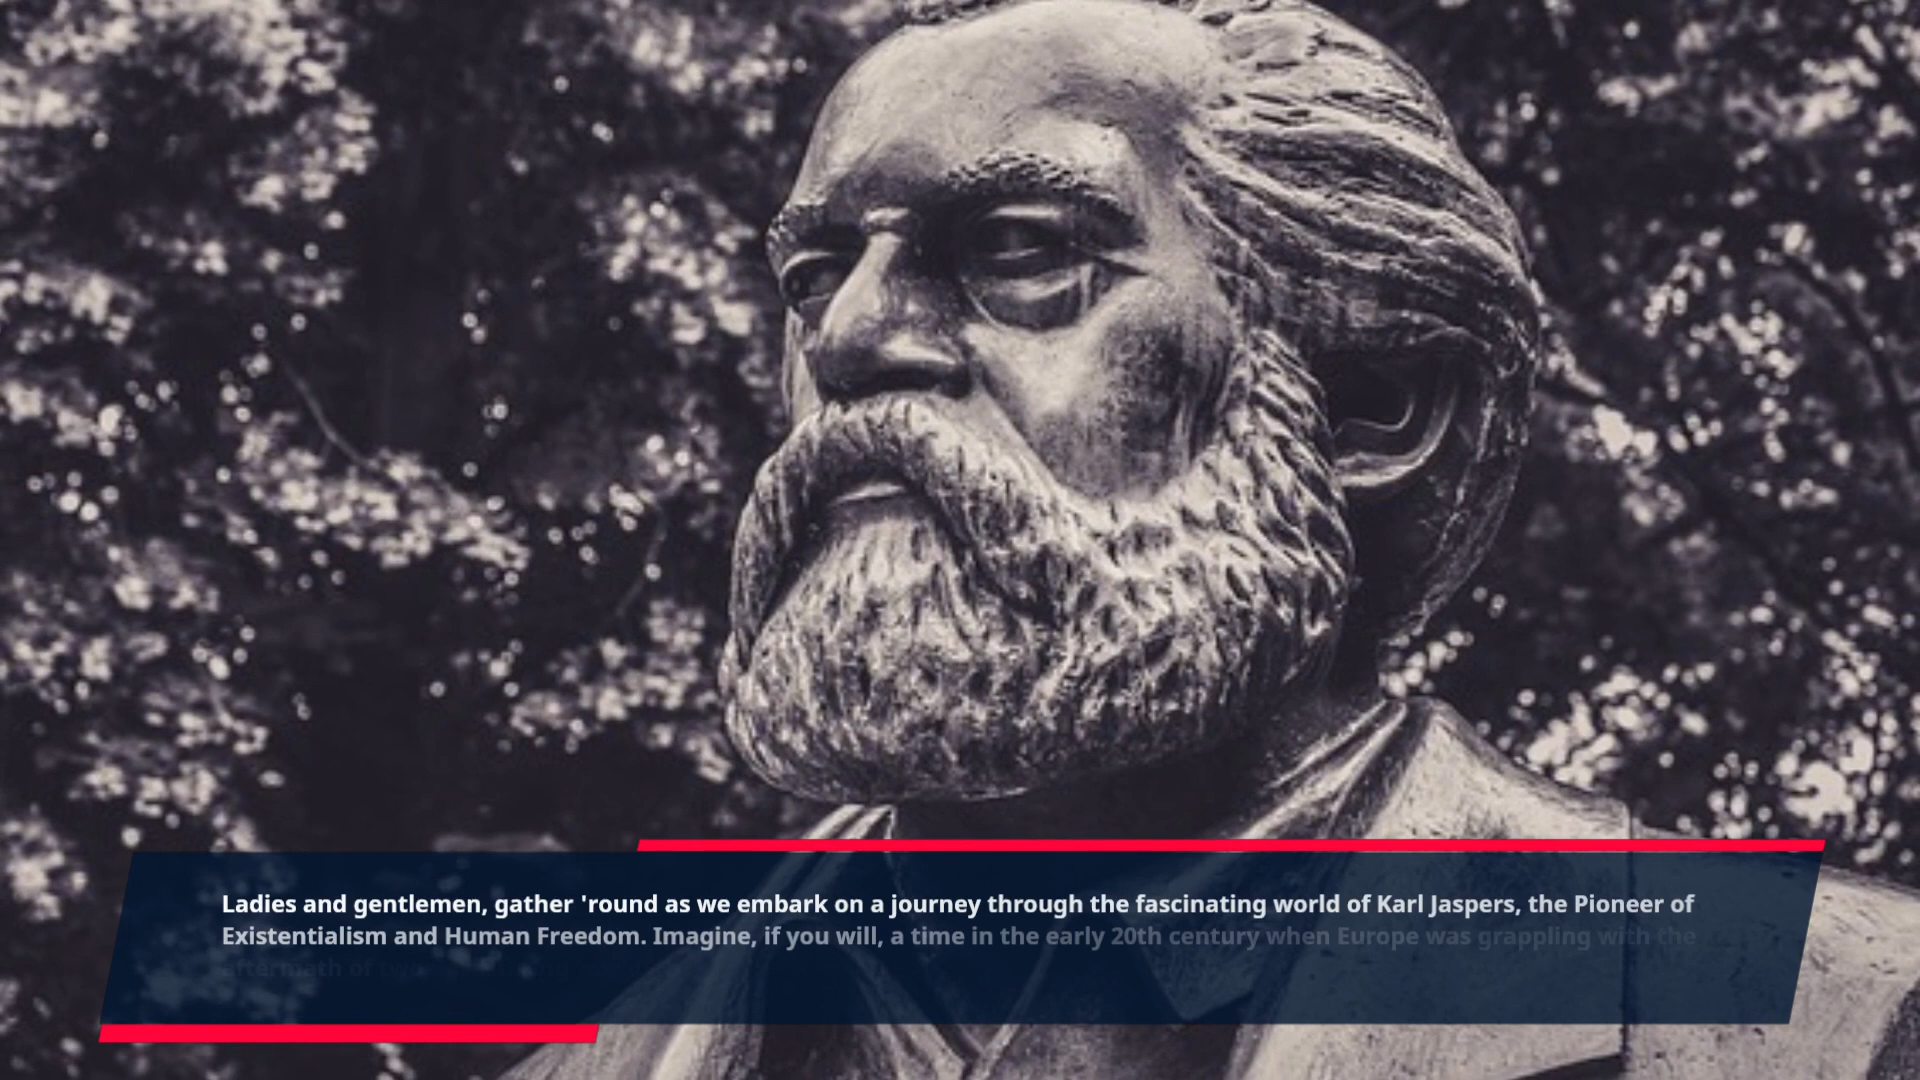 Ladies and gentlemen, gather 'round as we embark on a journey through the fascinating world of Karl Jaspers, the Pioneer of
Existentialism and Human Freedom. Imagine, if you will, a time in the early 20th century when Europe was grappling with the
aftermath of two